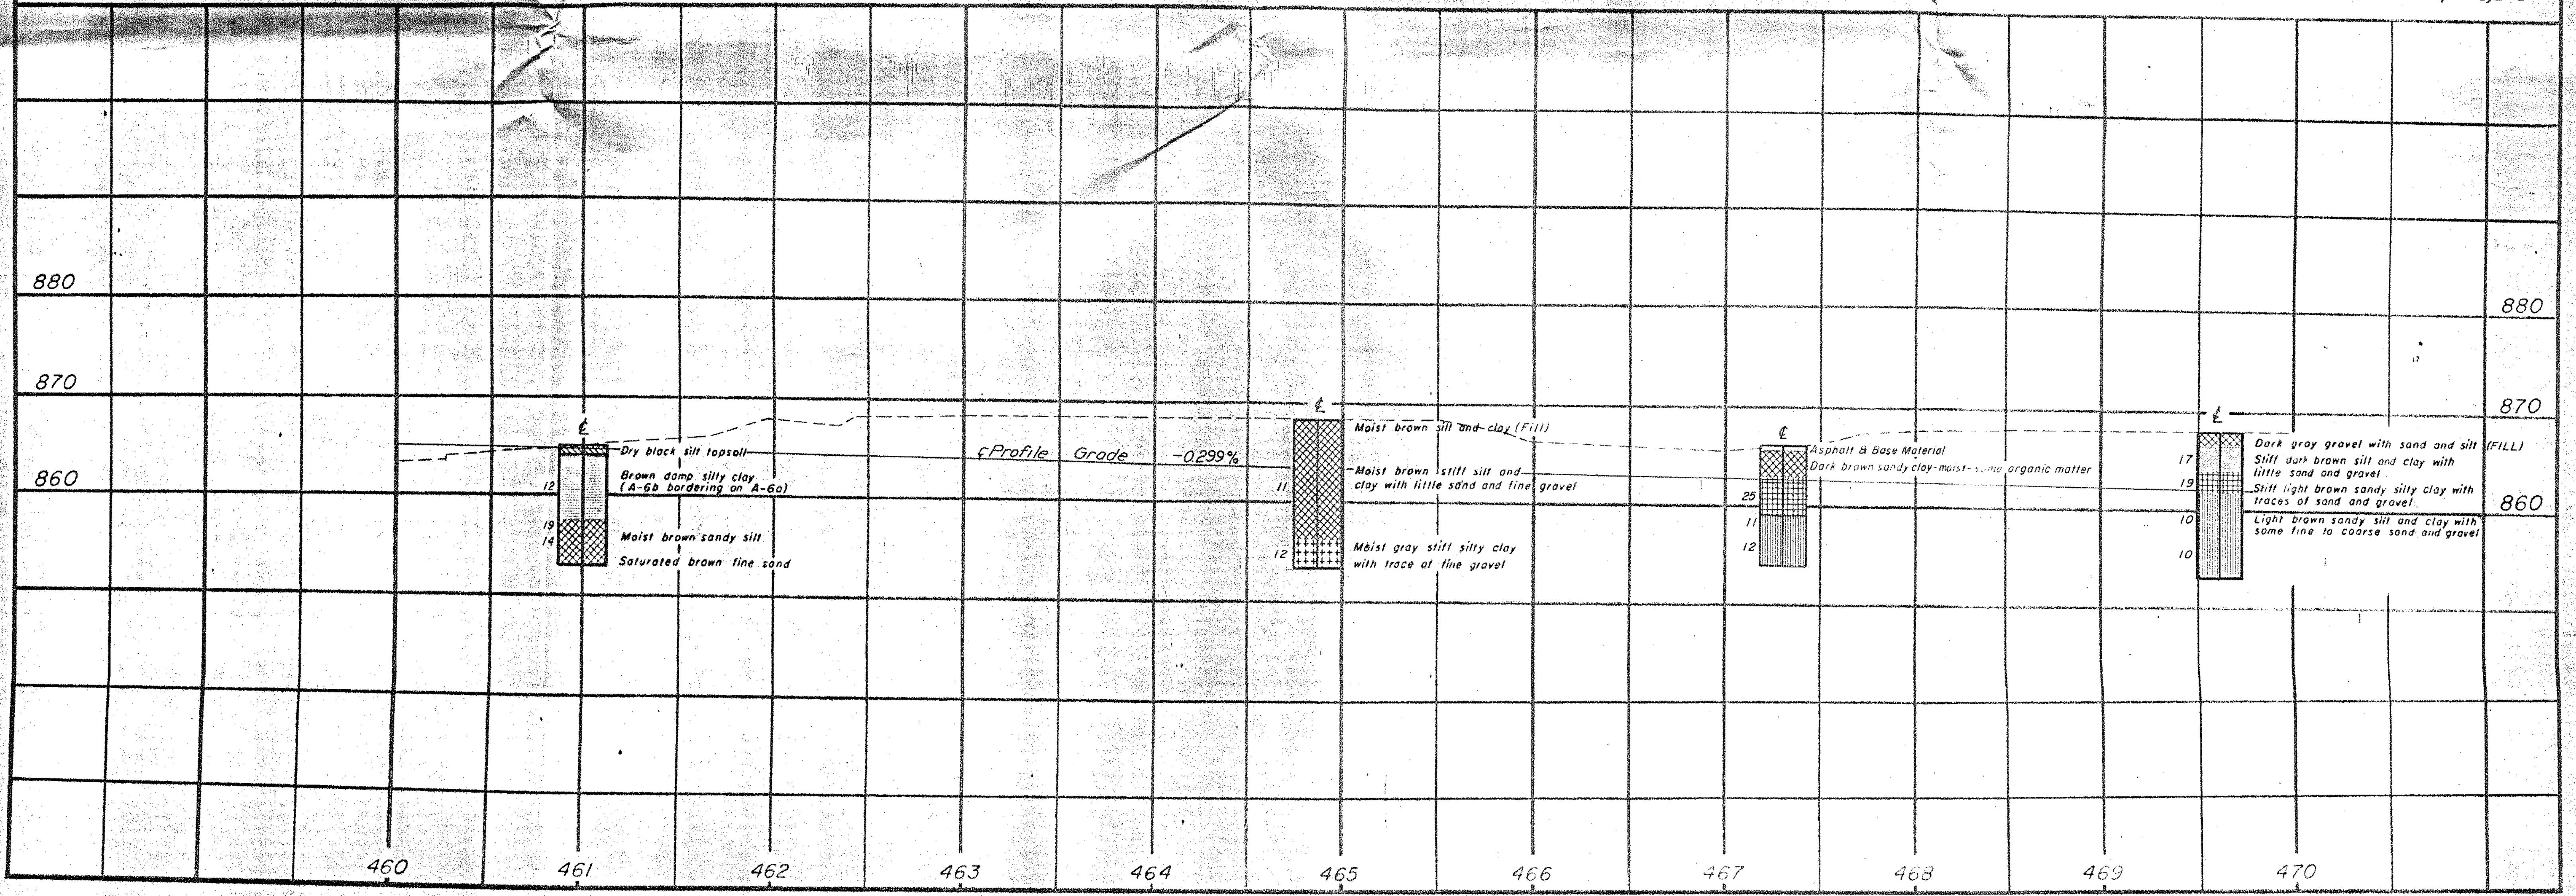 880
880
870
870
860
860
℄
Dry black silt topsoil
Brown damp silty clay
(A-6b bordering on A-6a)
12
19
14
Moist brown sandy silt
Saturated brown fine sand
℄ Profile Grade -0.299%
℄
Moist brown silt and clay (Fill)
Moist brown stiff silt and
clay with little sand and fine gravel
11
12
Moist gray stiff silty clay
with trace of fine gravel
℄
Asphalt & Base Material
Dark brown sandy clay-moist-some organic matter
25
11
12
℄
Dark gray gravel with sand and silt (FILL)
17
Stiff dark brown silt and clay with
little sand and gravel
19
Stiff light brown sandy silty clay with
traces of sand and gravel
10
Light brown sandy silt and clay with
some fine to coarse sand and gravel
10
460 461 462 463 464 465 466 467 468 469 470